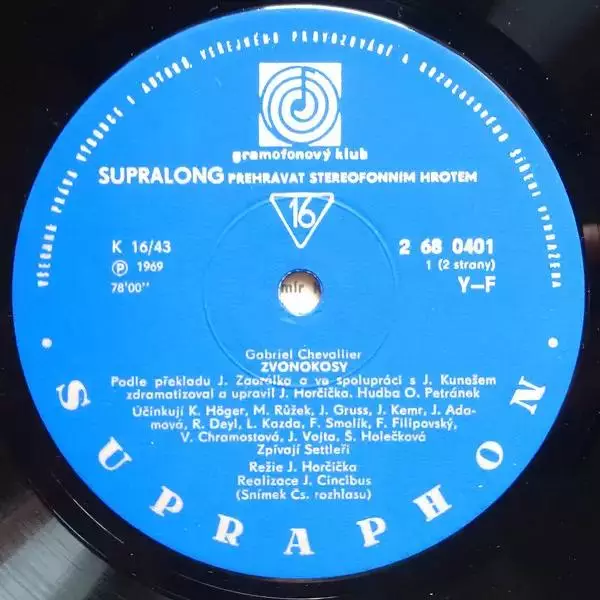 VŠECHNA PRÁVA VÝROBCE I AUTORŮ, VEŘEJNÉHO PROVOZOVÁNÍ A ROZHLASOVÉHO ŠÍŘENÍ VYHRAŽENA
gramofonový klub
SUPRALONG PŘEHRÁVAT STEREOFONNÍM HROTEM
16
K 16/43
2 68 0401
Ⓟ 1969
1 (2 strany)
78'00''
Y–F
Gabriel Chevallier
ZVONOKOSY
Podle překladu J. Zaorálka a ve spolupráci s J. Kunešem
zdramatizoval a upravil J. Horčička. Hudba O. Petránek
Účinkují K. Höger, M. Růžek, J. Gruss, J. Kemr, J. Ada-
mová, R. Deyl, L. Kazda, F. Smolík, F. Filipovský,
V. Chramostová, J. Vojta, Š. Holečková
Zpívají Settleři
Režie J. Horčička
Realizace J. Cincibus
(Snímek Čs. rozhlasu)
• SUPRAPHON •